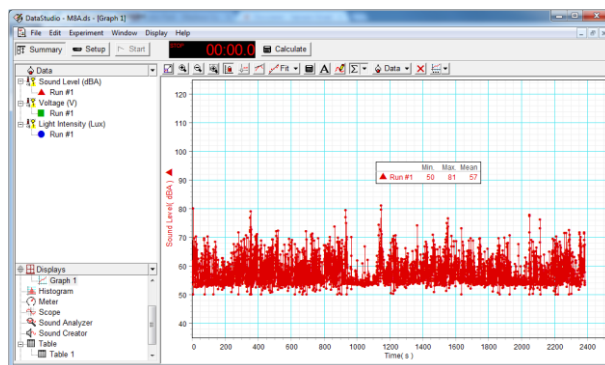 DataStudio - M8A.ds - [Graph 1]
File Edit Experiment Window Display Help
Summary Setup Start 00:00.0 Calculate
Data Fit A Σ Data
Data
Sound Level (dBA)
Run #1
Voltage (V)
Run #1
Light Intensity (Lux)
Run #1
Displays
Graph 1
Histogram
Meter
Scope
Sound Analyzer
Sound Creator
Table
Table 1
Sound Level( dBA )
120
110
100
90
80
70
60
50
40
Min. Max. Mean
Run #1 50 81 57
0 200 400 600 800 1000 1200 1400 1600 1800 2000 2200 2400
Time( s )